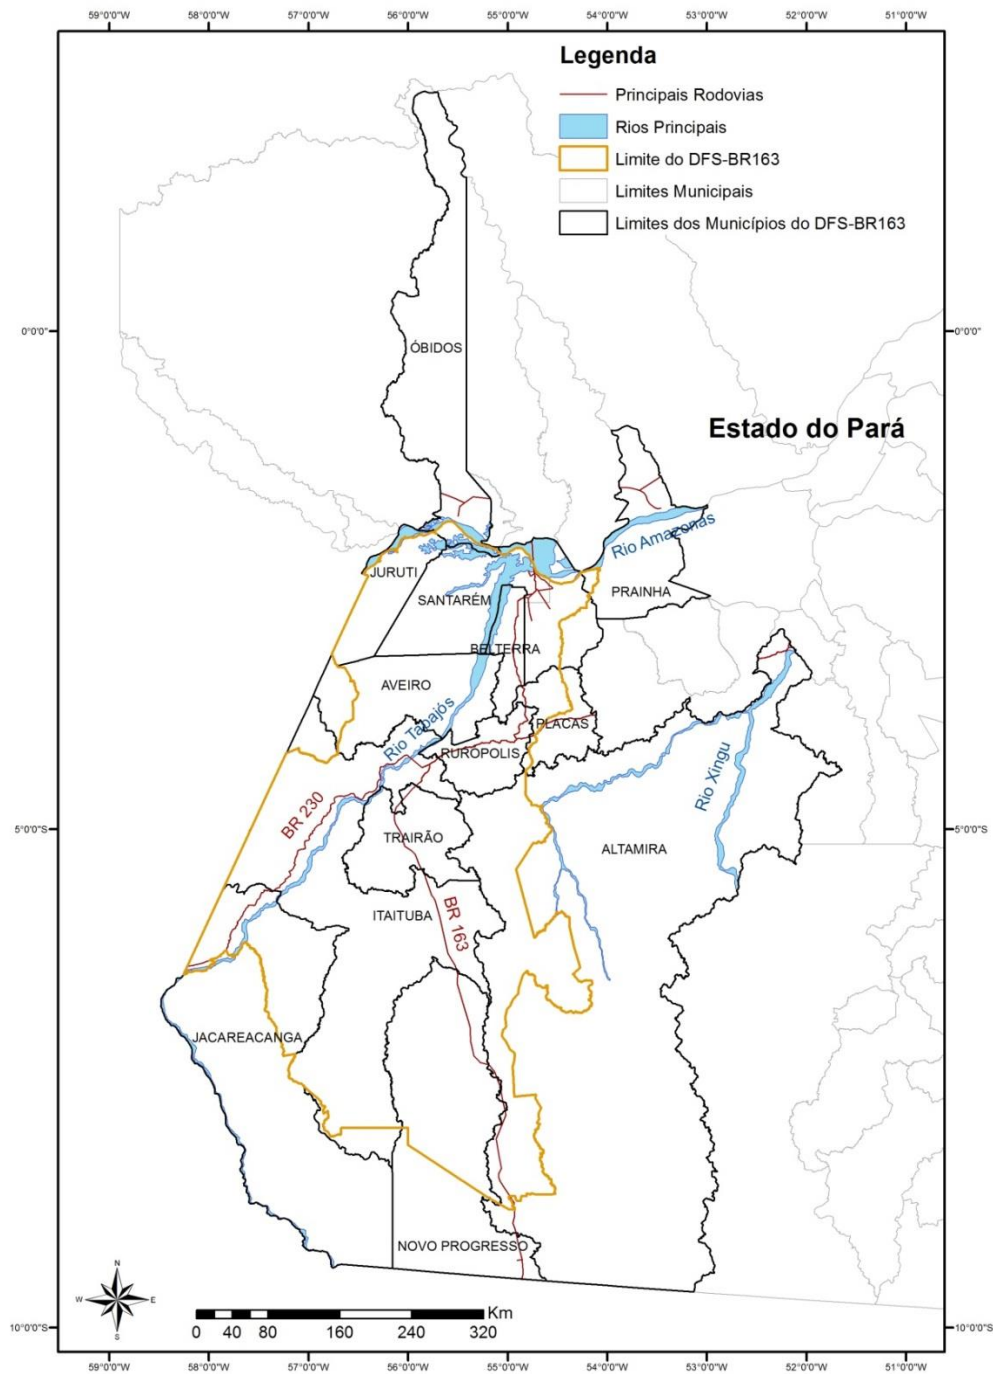 59°0'0"W 58°0'0"W 57°0'0"W 56°0'0"W 55°0'0"W 54°0'0"W 53°0'0"W 52°0'0"W 51°0'0"W
Legenda
Principais Rodovias
Rios Principais
Limite do DFS-BR163
Limites Municipais
Limites dos Municípios do DFS-BR163
0°0'0" 0°0'0"
ÓBIDOS
Estado do Pará
Rio Amazonas
JURUTI
SANTARÉM
PRAINHA
BELTERRA
AVEIRO
Rio Tapajós
PLACAS
RURÓPOLIS
Rio Xingu
BR 230
5°0'0"S 5°0'0"S
TRAIRÃO
ALTAMIRA
ITAITUBA
BR 163
JACAREACANGA
NOVO PROGRESSO
N
W E
S
Km
0 40 80 160 240 320
10°0'0"S 10°0'0"S
59°0'0"W 58°0'0"W 57°0'0"W 56°0'0"W 55°0'0"W 54°0'0"W 53°0'0"W 52°0'0"W 51°0'0"W